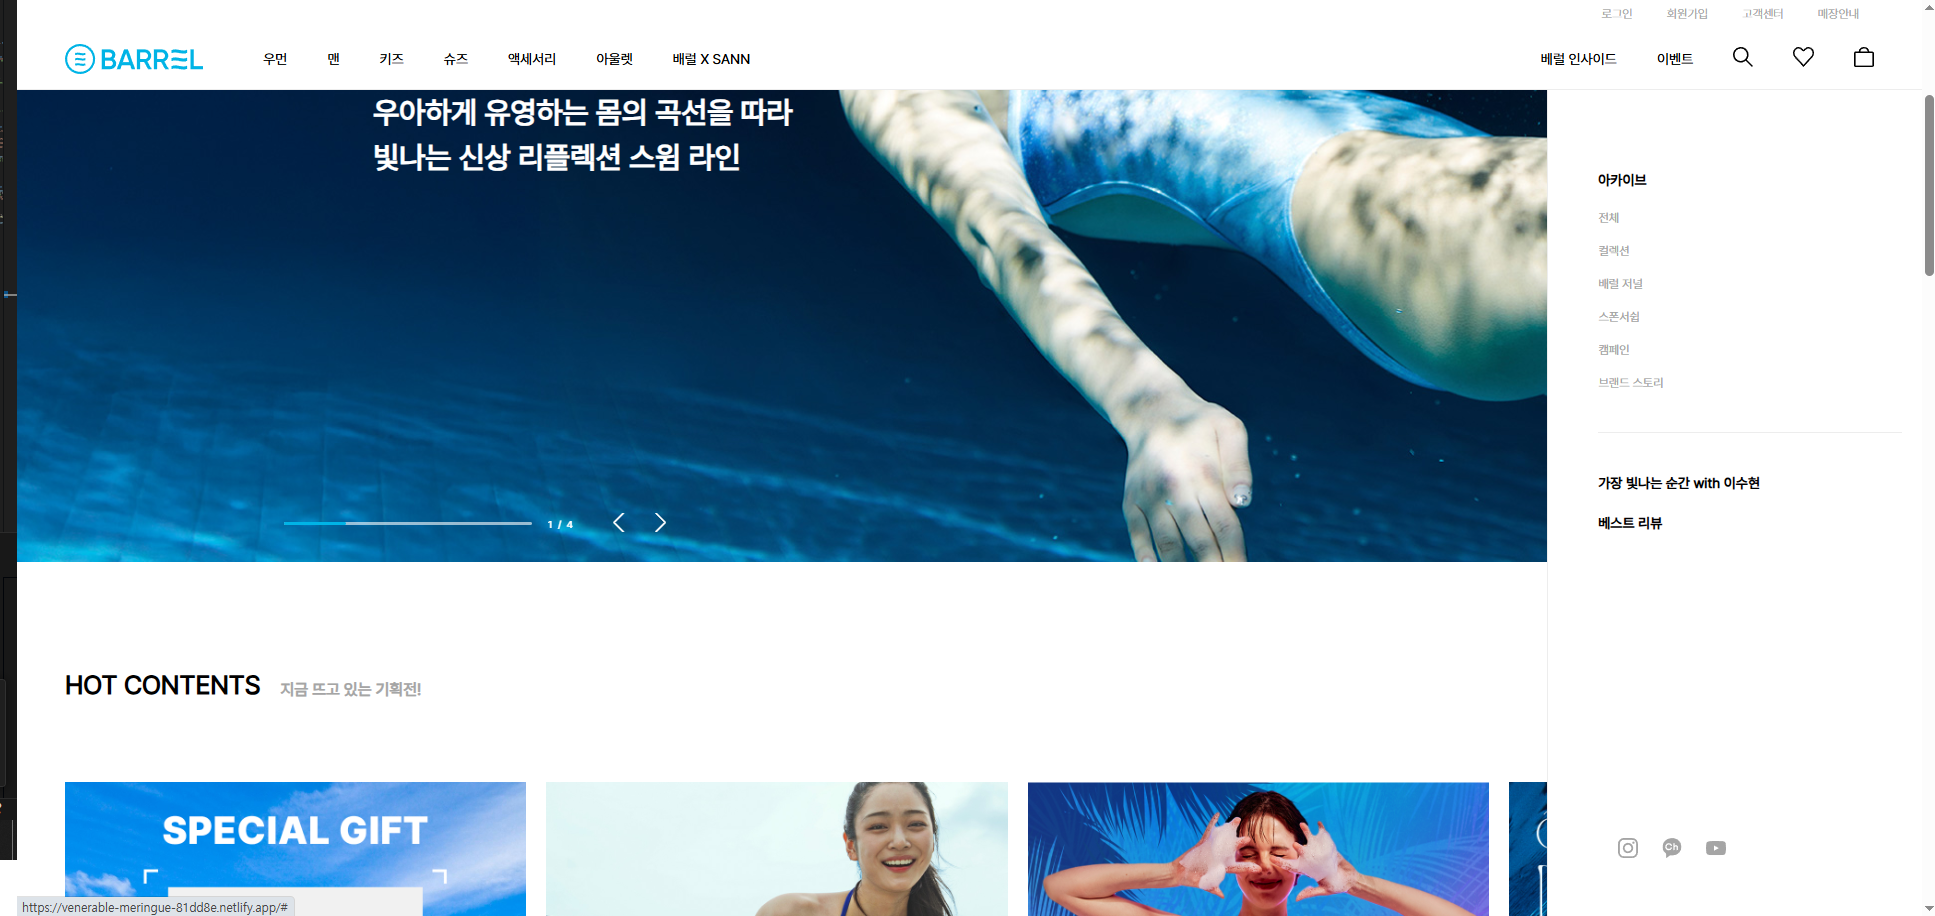 로그인 회원가입 고객센터 매장안내
BARREL 우먼 맨 키즈 슈즈 액세서리 아울렛 배럴 X SANN 베럴 인사이드 이벤트
우아하게 유영하는 몸의 곡선을 따라
빛나는 신상 리플렉션 스윔 라인
1 / 4
아카이브
전체
컬렉션
배럴 저널
스폰서쉽
캠페인
브랜드 스토리
가장 빛나는 순간 with 이수현
베스트 리뷰
HOT CONTENTS 지금 뜨고 있는 기획전!
SPECIAL GIFT
Ch
https://venerable-meringue-81dd8e.netlify.app/#